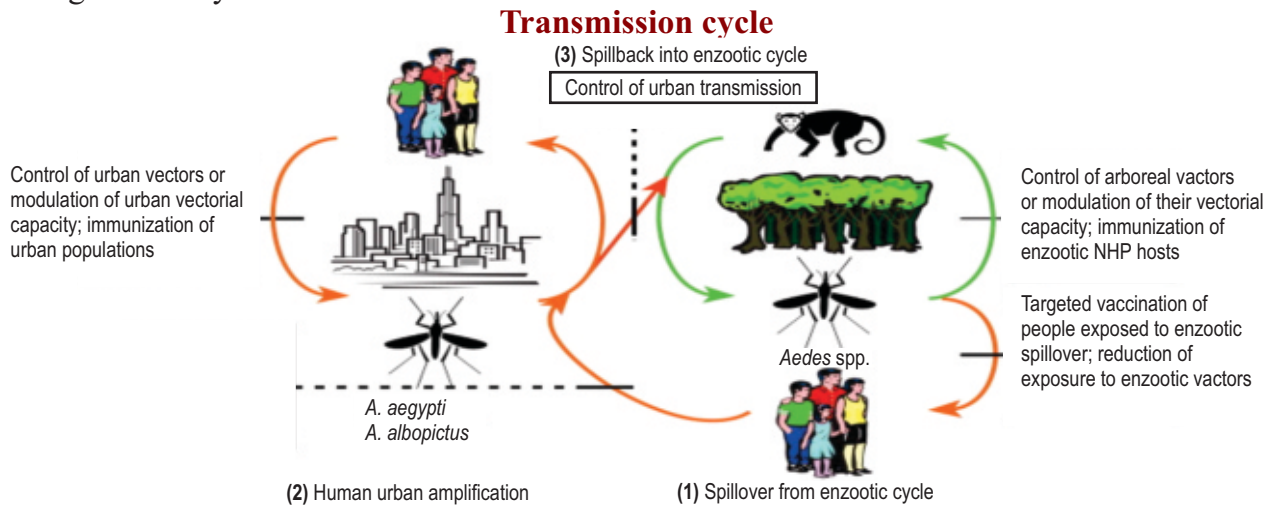 Transmission cycle
(3) Spillback into enzootic cycle
Control of urban transmission
Control of urban vectors or
modulation of urban vectorial
capacity; immunization of
urban populations
Control of arboreal vactors
or modulation of their vectorial
capacity; immunization of
enzootic NHP hosts
Targeted vaccination of
people exposed to enzootic
spillover; reduction of
exposure to enzootic vactors
Aedes spp.
A. aegypti
A. albopictus
(2) Human urban amplification
(1) Spillover from enzootic cycle